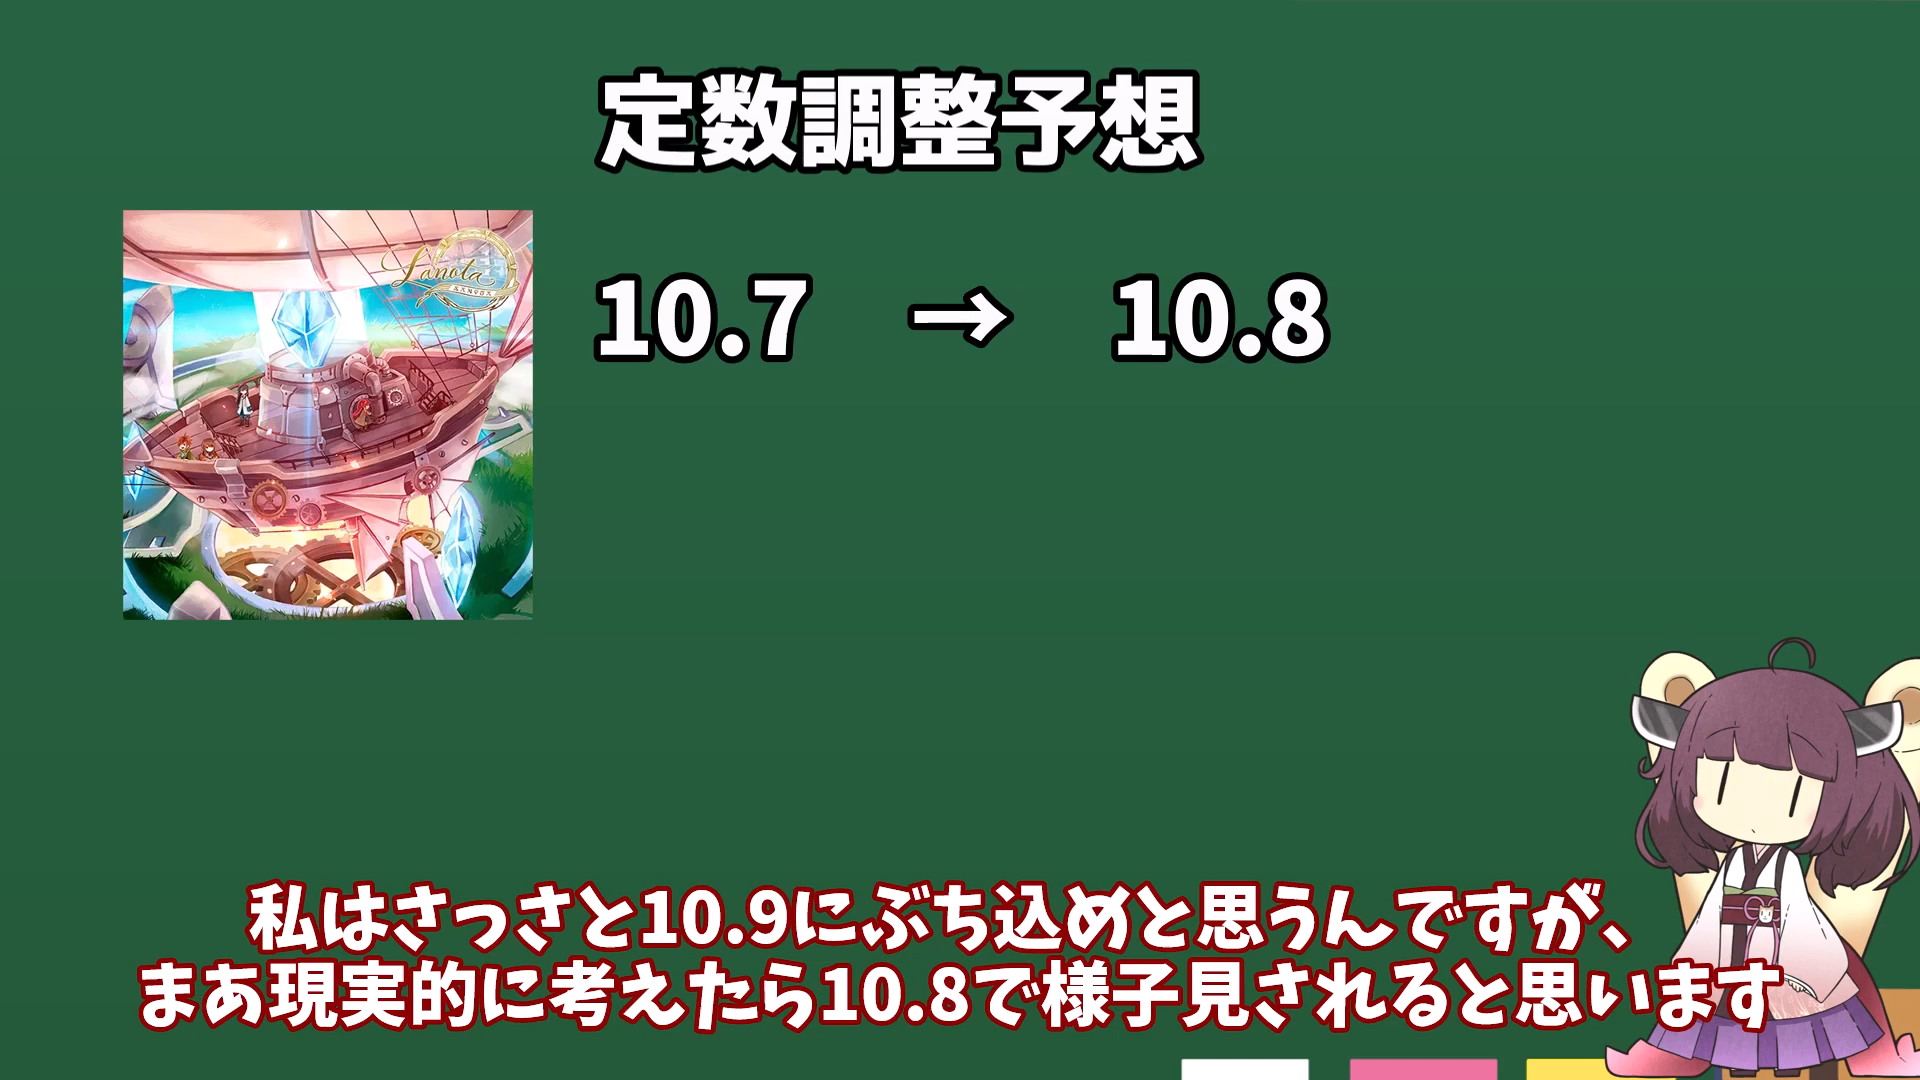 定数調整予想
Lanota
10.7 → 10.8
私はさっさと10.9にぶち込めと思うんですが、
まあ現実的に考えたら10.8で様子見されると思います